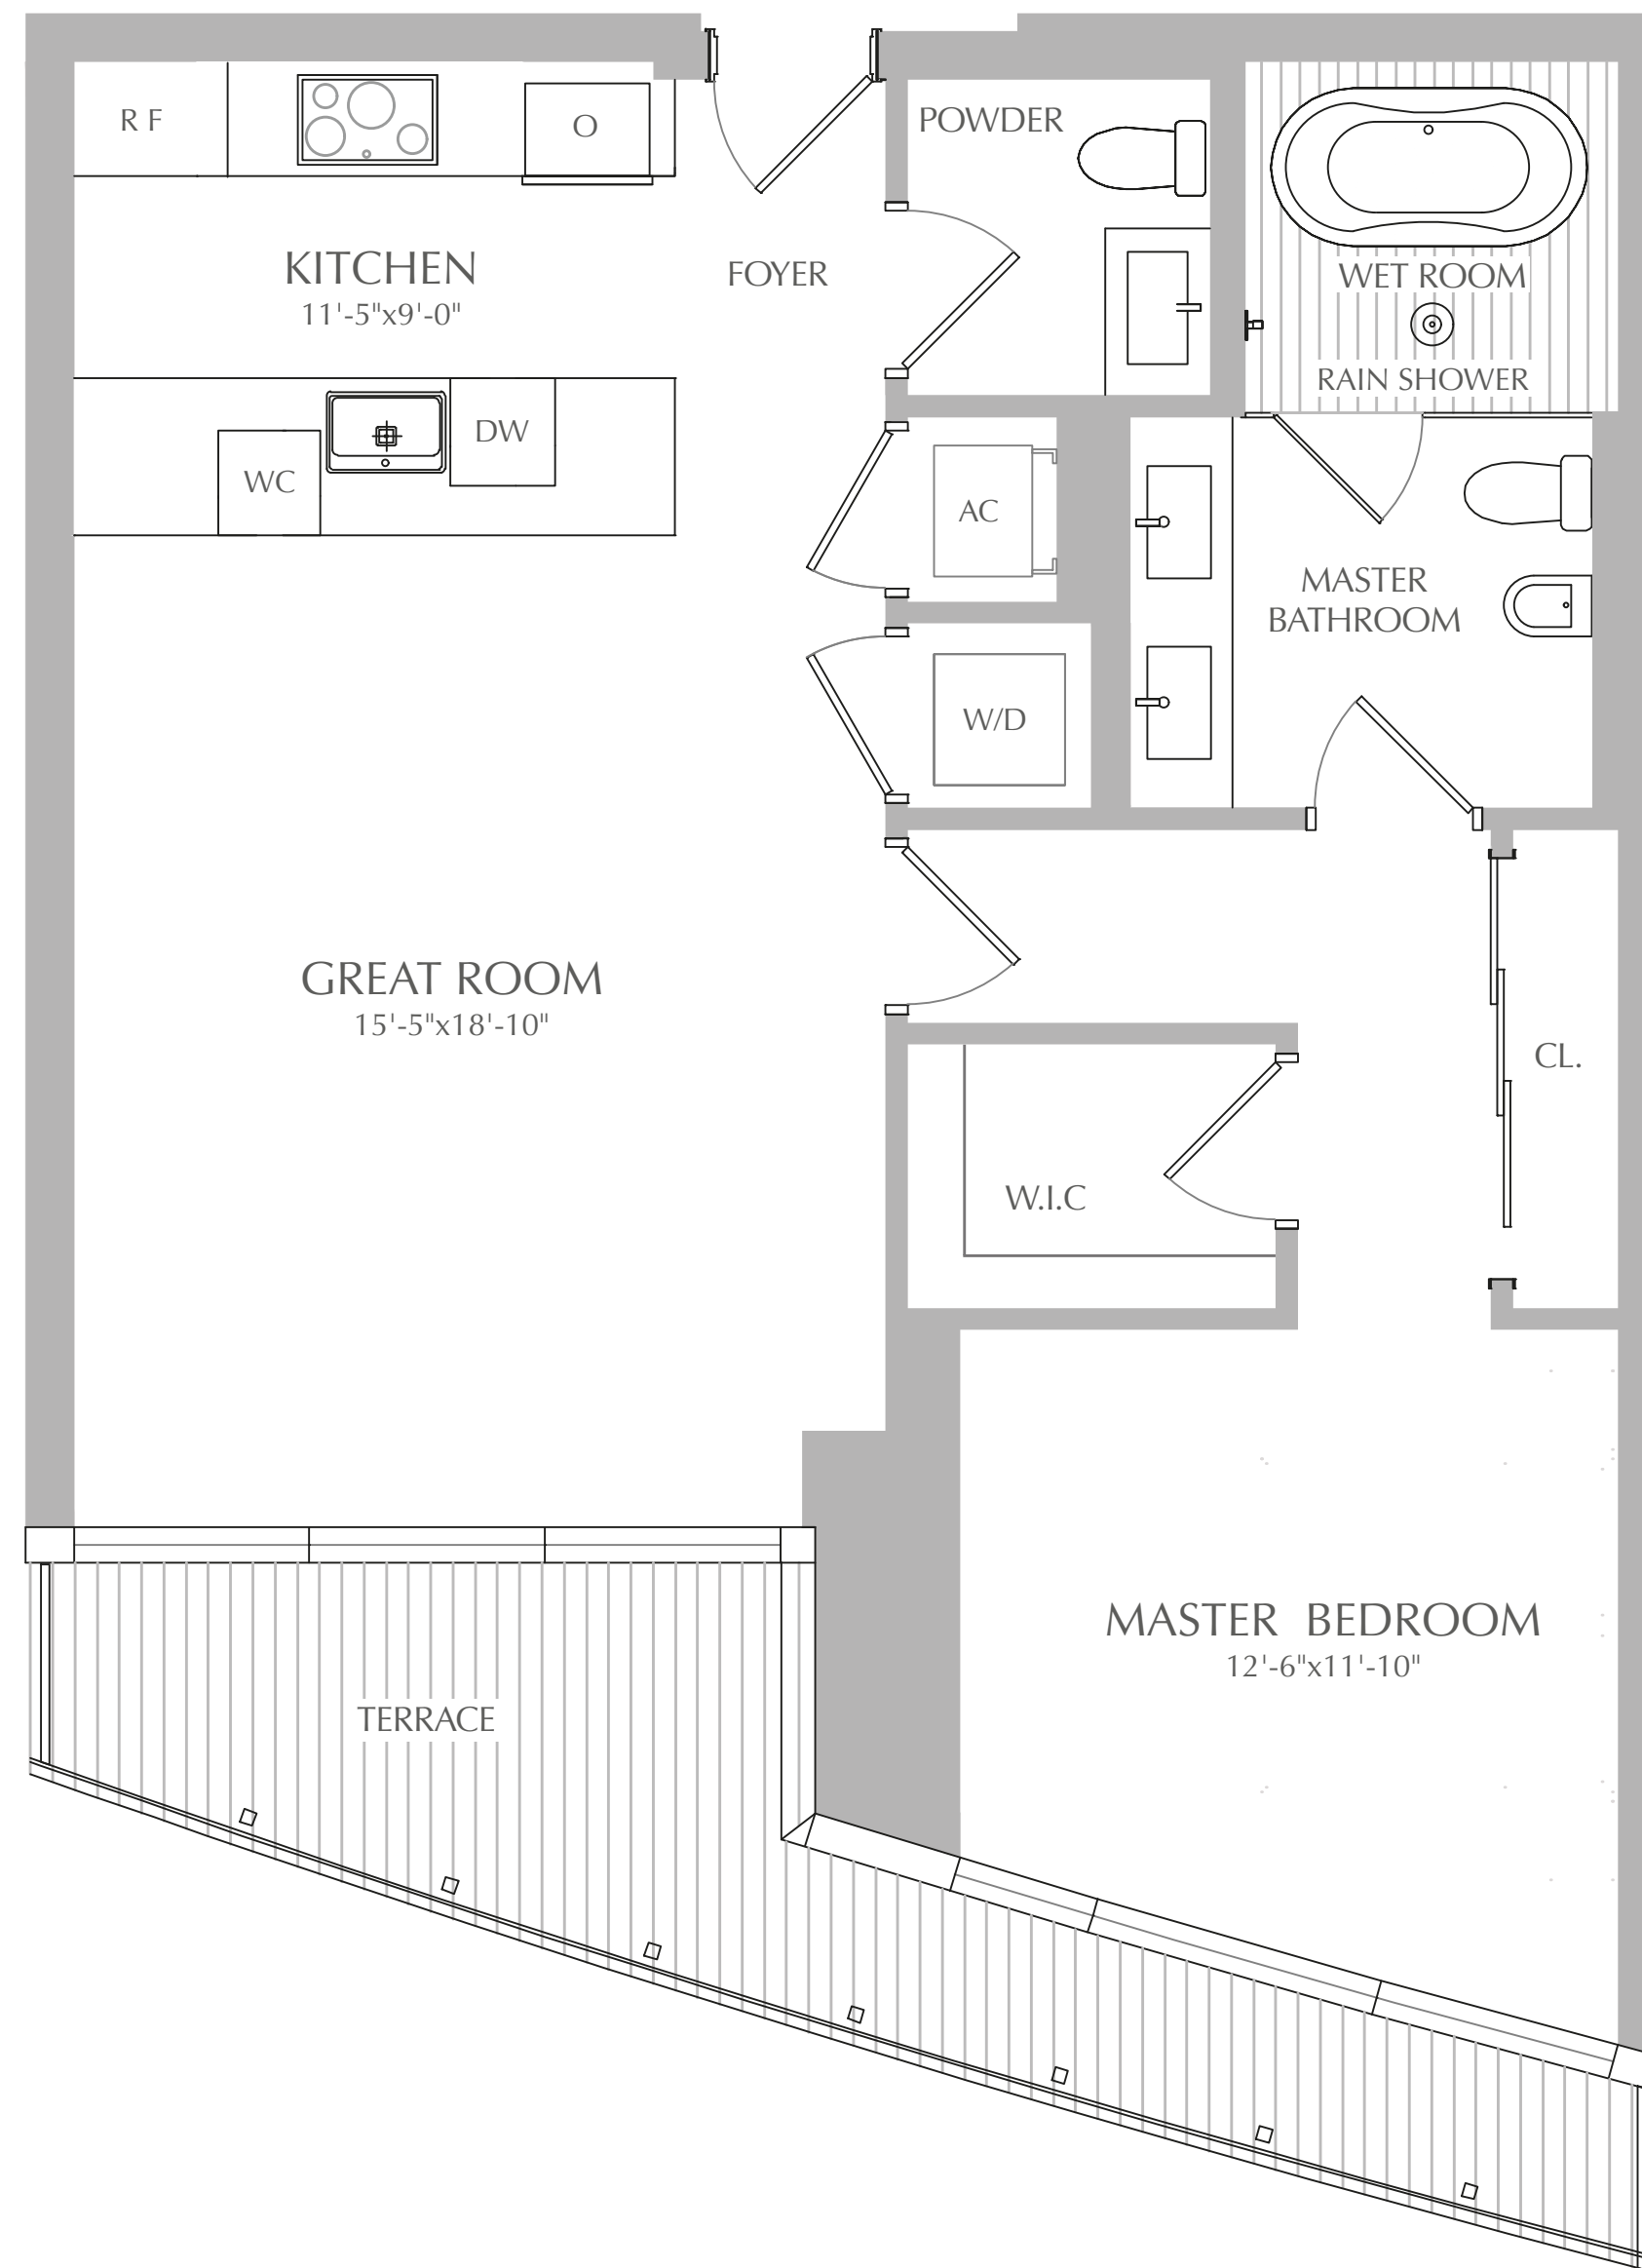 R F
O
POWDER
KITCHEN
11'-5"x9'-0"
FOYER
WET ROOM
RAIN SHOWER
DW
WC
AC
MASTER
BATHROOM
W/D
GREAT ROOM
15'-5"x18'-10"
CL.
W.I.C
MASTER BEDROOM
12'-6"x11'-10"
TERRACE